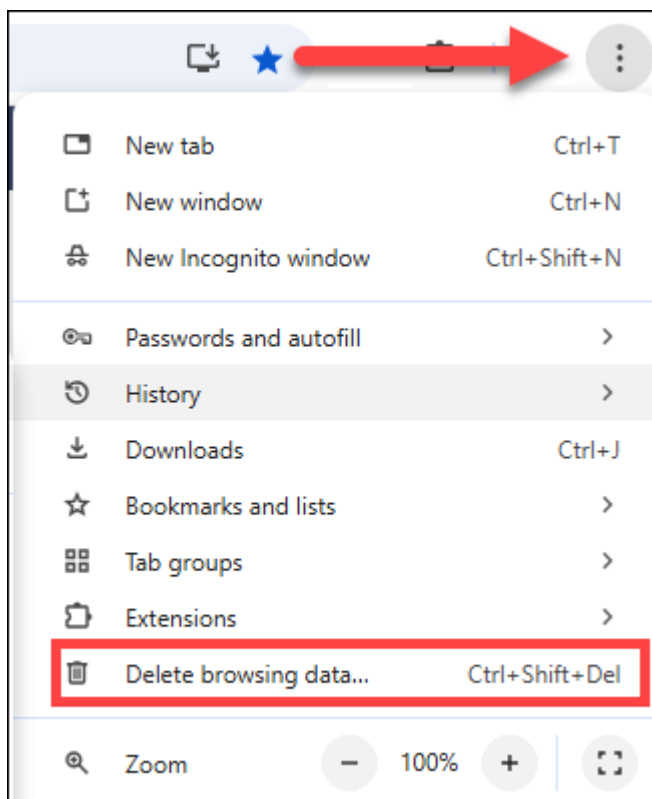 New tab Ctrl+T
New window Ctrl+N
New Incognito window Ctrl+Shift+N
Passwords and autofill
History
Downloads Ctrl+J
Bookmarks and lists
Tab groups
Extensions
Delete browsing data... Ctrl+Shift+Del
Zoom − 100% +